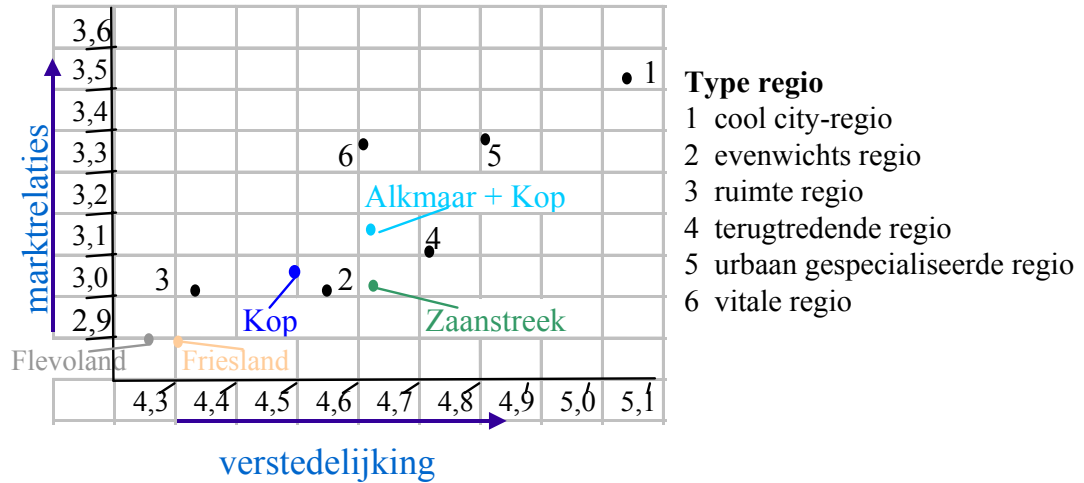 3,6
3,5
3,4
3,3
3,2
3,1
3,0
2,9
marktrelaties
1
6
5
Alkmaar + Kop
4
3
2
Kop
Zaanstreek
Flevoland
Friesland
4,3 4,4 4,5 4,6 4,7 4,8 4,9 5,0 5,1
verstedelijking
Type regio
1 cool city-regio
2 evenwichts regio
3 ruimte regio
4 terugtredende regio
5 urbaan gespecialiseerde regio
6 vitale regio